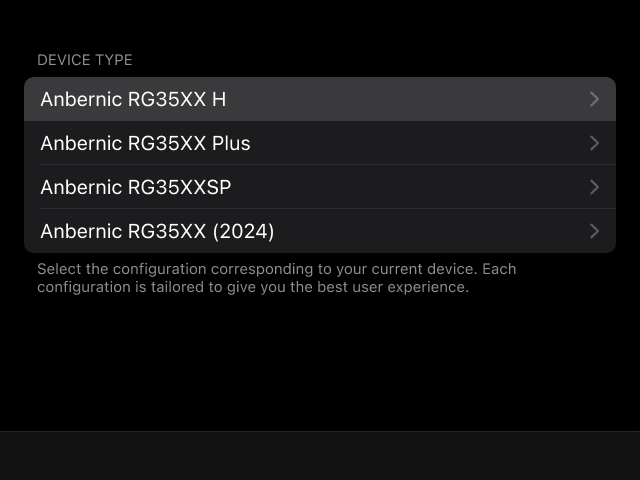 DEVICE TYPE
Anbernic RG35XX H
Anbernic RG35XX Plus
Anbernic RG35XXSP
Anbernic RG35XX (2024)
Select the configuration corresponding to your current device. Each
configuration is tailored to give you the best user experience.